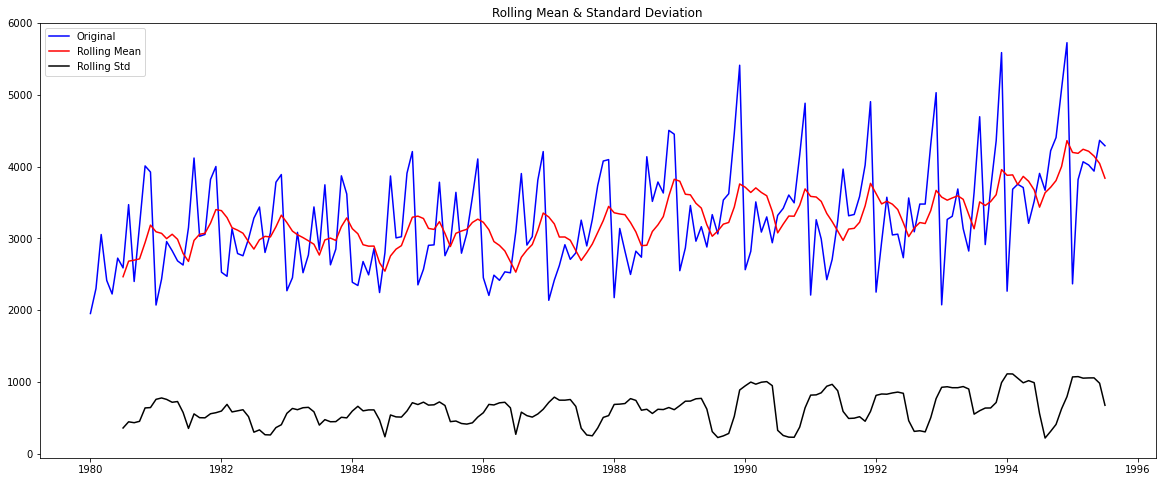 Rolling Mean & Standard Deviation
Original
Rolling Mean
Rolling Std
6000
5000
4000
3000
2000
1000
0
1980 1982 1984 1986 1988 1990 1992 1994 1996